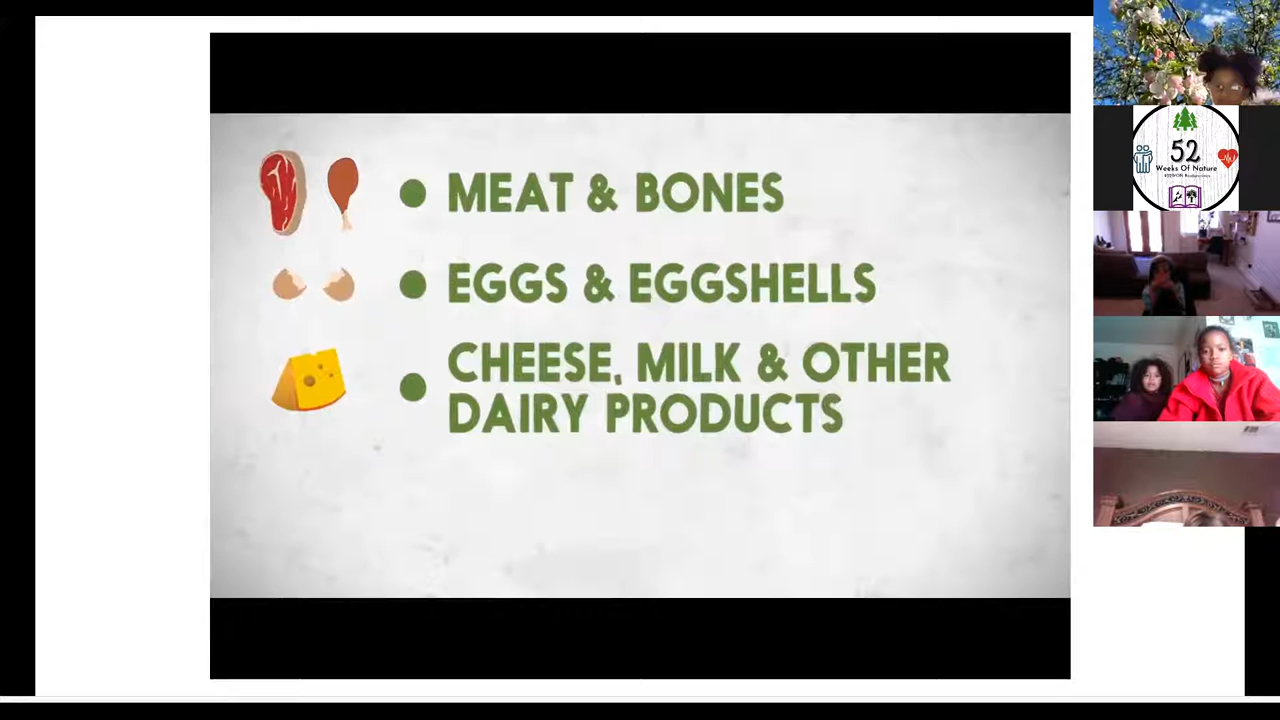 MEAT & BONES
EGGS & EGGSHELLS
CHEESE, MILK & OTHER
DAIRY PRODUCTS
52
Weeks Of Nature